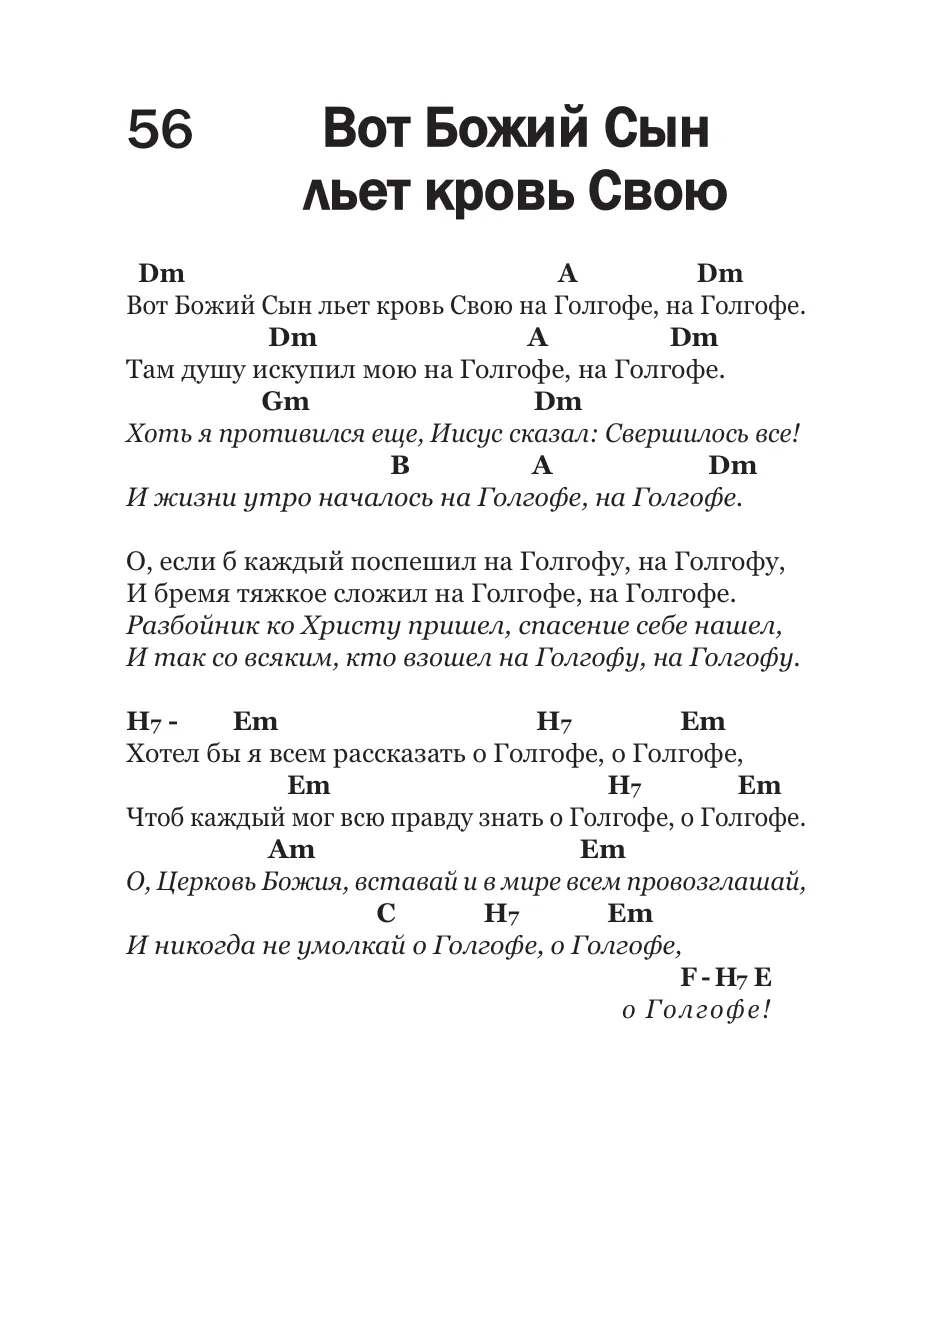 56 Вот Божий Сын
льет кровь Свою
Dm A Dm
Вот Божий Сын льет кровь Свою на Голгофе, на Голгофе.
Dm A Dm
Там душу искупил мою на Голгофе, на Голгофе.
Gm Dm
Хоть я противился еще, Иисус сказал: Свершилось все!
B A Dm
И жизни утро началось на Голгофе, на Голгофе.
О, если б каждый поспешил на Голгофу, на Голгофу,
И бремя тяжкое сложил на Голгофе, на Голгофе.
Разбойник ко Христу пришел, спасение себе нашел,
И так со всяким, кто взошел на Голгофу, на Голгофу.
H7 - Em H7 Em
Хотел бы я всем рассказать о Голгофе, о Голгофе,
Em H7 Em
Чтоб каждый мог всю правду знать о Голгофе, о Голгофе.
Am Em
О, Церковь Божия, вставай и в мире всем провозглашай,
C H7 Em
И никогда не умолкай о Голгофе, о Голгофе,
F - H7 E
о Голгофе!